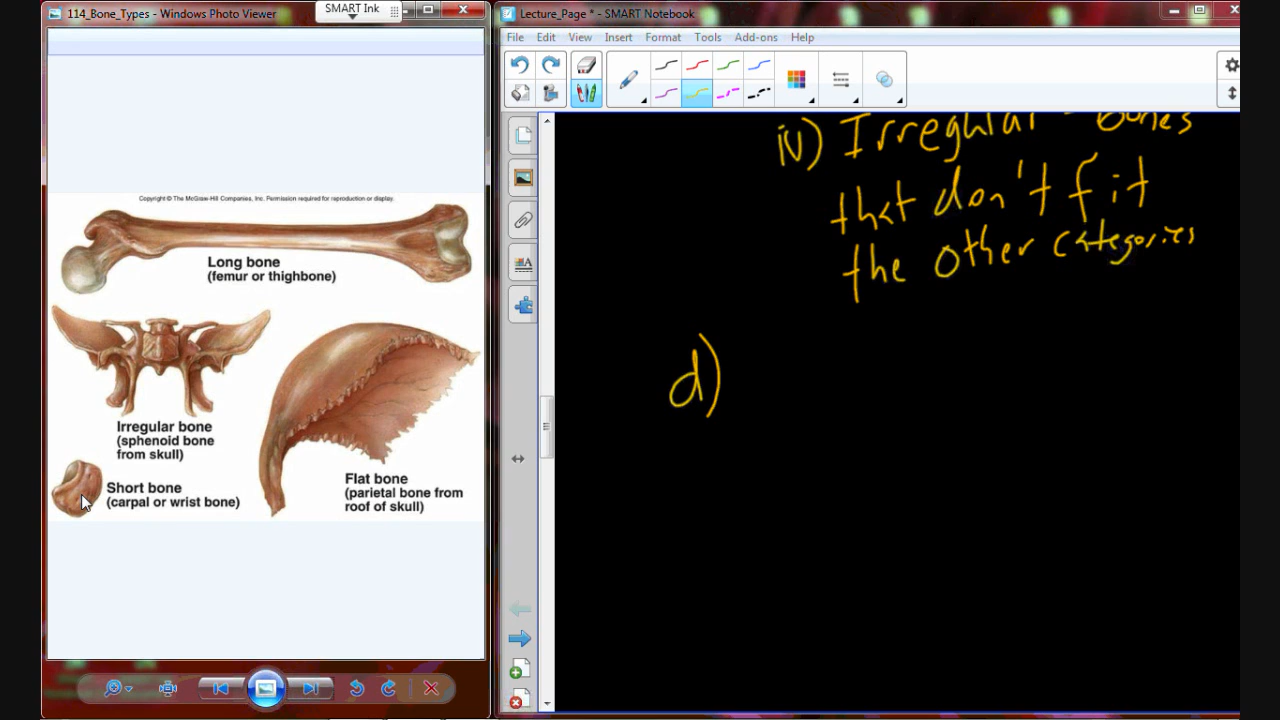 114_Bone_Types - Windows Photo Viewer
SMART Ink
Copyright © The McGraw-Hill Companies, Inc. Permission required for reproduction or display.
Long bone
(femur or thighbone)
Irregular bone
(sphenoid bone
from skull)
Short bone
(carpal or wrist bone)
Flat bone
(parietal bone from
roof of skull)
Lecture_Page * - SMART Notebook
File Edit View Insert Format Tools Add-ons Help
iv) Irregular - bones
that don't fit
the other categories
d)